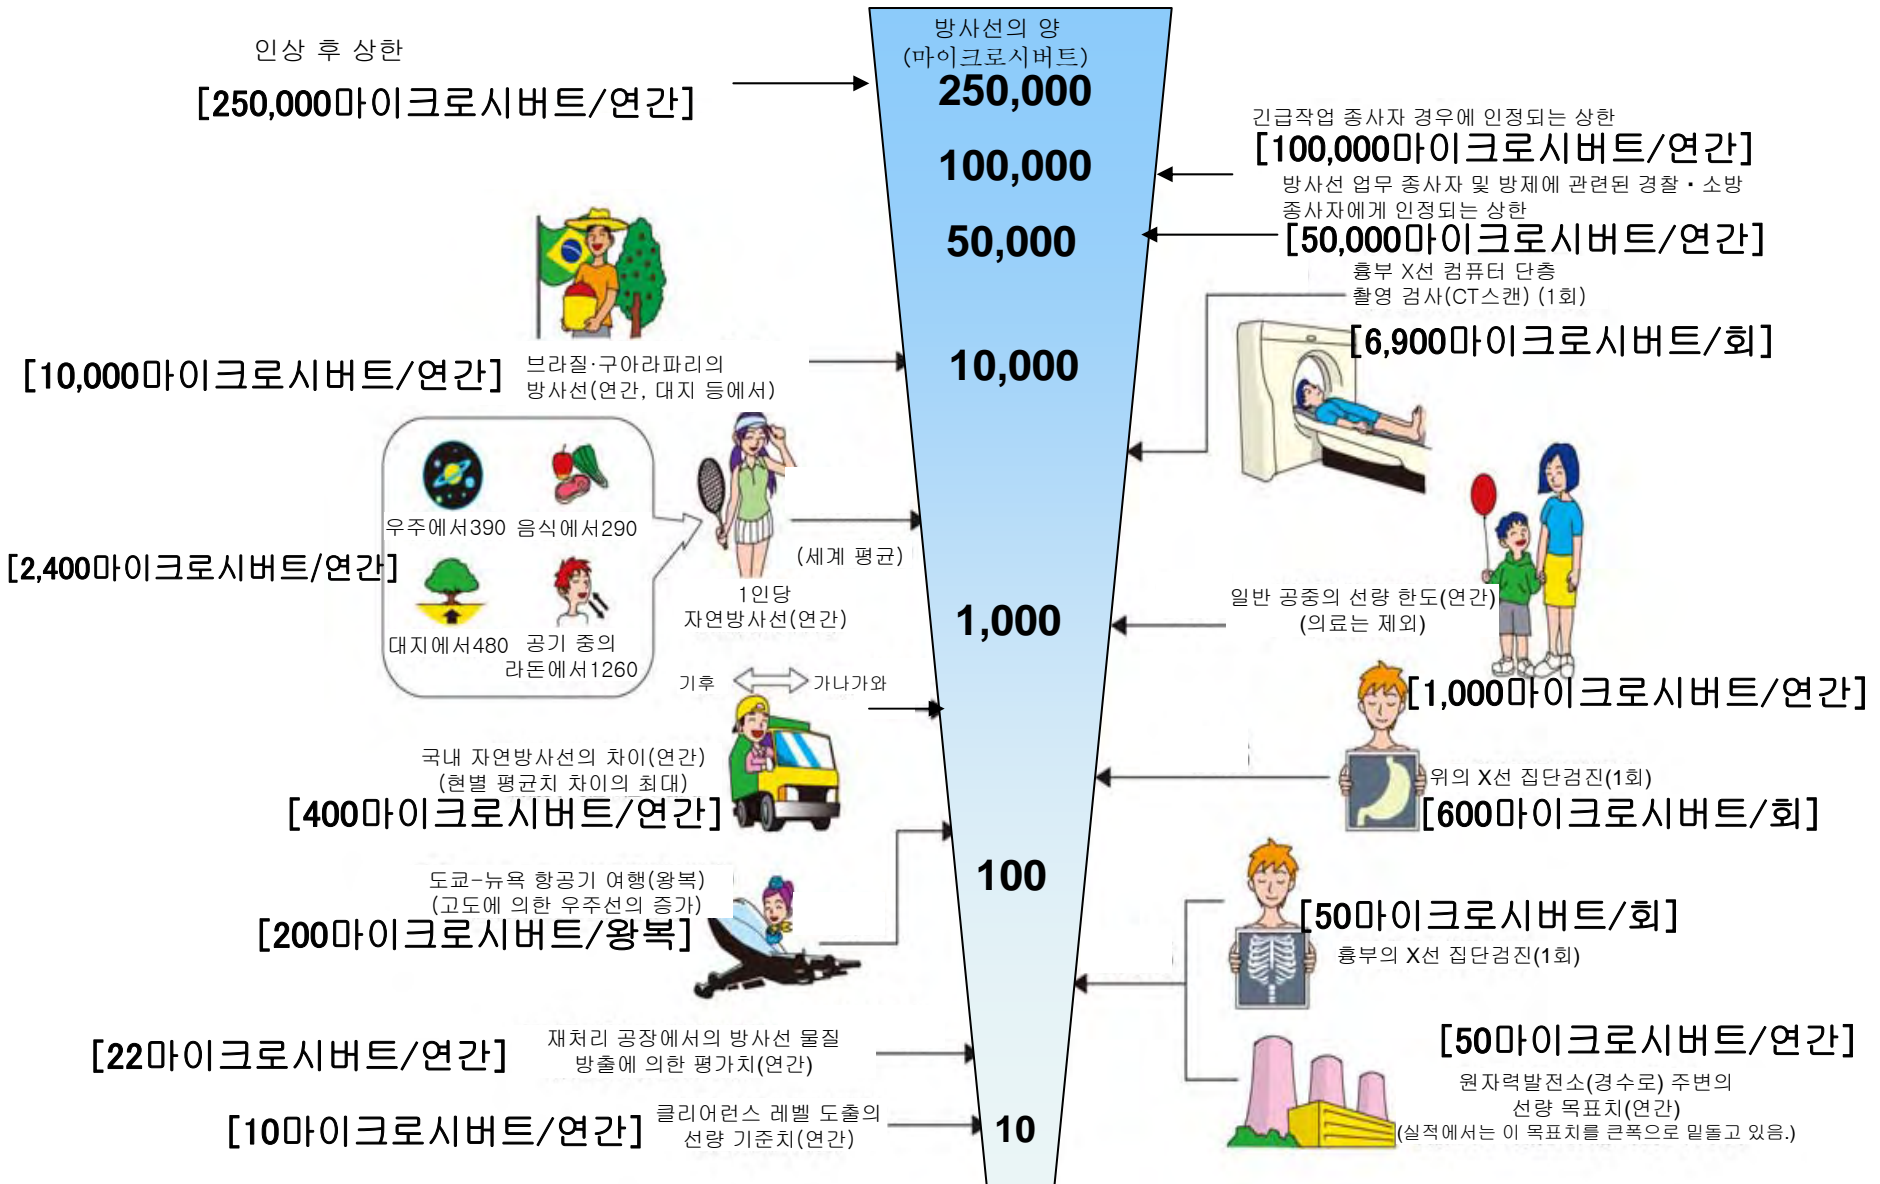 방사선의 양
(마이크로시버트)
250,000
100,000
50,000
10,000
1,000
100
10
인상 후 상한
[250,000마이크로시버트/연간]
[10,000마이크로시버트/연간]
브라질·구아라파리의
방사선(연간, 대지 등에서)
우주에서390
음식에서290
대지에서480
공기 중의
라돈에서1260
[2,400마이크로시버트/연간]
(세계 평균)
1인당
자연방사선(연간)
기후
가나가와
국내 자연방사선의 차이(연간)
(현별 평균치 차이의 최대)
[400마이크로시버트/연간]
도쿄-뉴욕 항공기 여행(왕복)
(고도에 의한 우주선의 증가)
[200마이크로시버트/왕복]
[22마이크로시버트/연간]
재처리 공장에서의 방사선 물질
방출에 의한 평가치(연간)
[10마이크로시버트/연간]
클리어런스 레벨 도출의
선량 기준치(연간)
긴급작업 종사자 경우에 인정되는 상한
[100,000마이크로시버트/연간]
방사선 업무 종사자 및 방제에 관련된 경찰・소방
종사자에게 인정되는 상한
[50,000마이크로시버트/연간]
흉부 X선 컴퓨터 단층
촬영 검사(CT스캔) (1회)
[6,900마이크로시버트/회]
일반 공중의 선량 한도(연간)
(의료는 제외)
[1,000마이크로시버트/연간]
위의 X선 집단검진(1회)
[600마이크로시버트/회]
[50마이크로시버트/회]
흉부의 X선 집단검진(1회)
[50마이크로시버트/연간]
원자력발전소(경수로) 주변의
선량 목표치(연간)
(실적에서는 이 목표치를 큰폭으로 밑돌고 있음.)